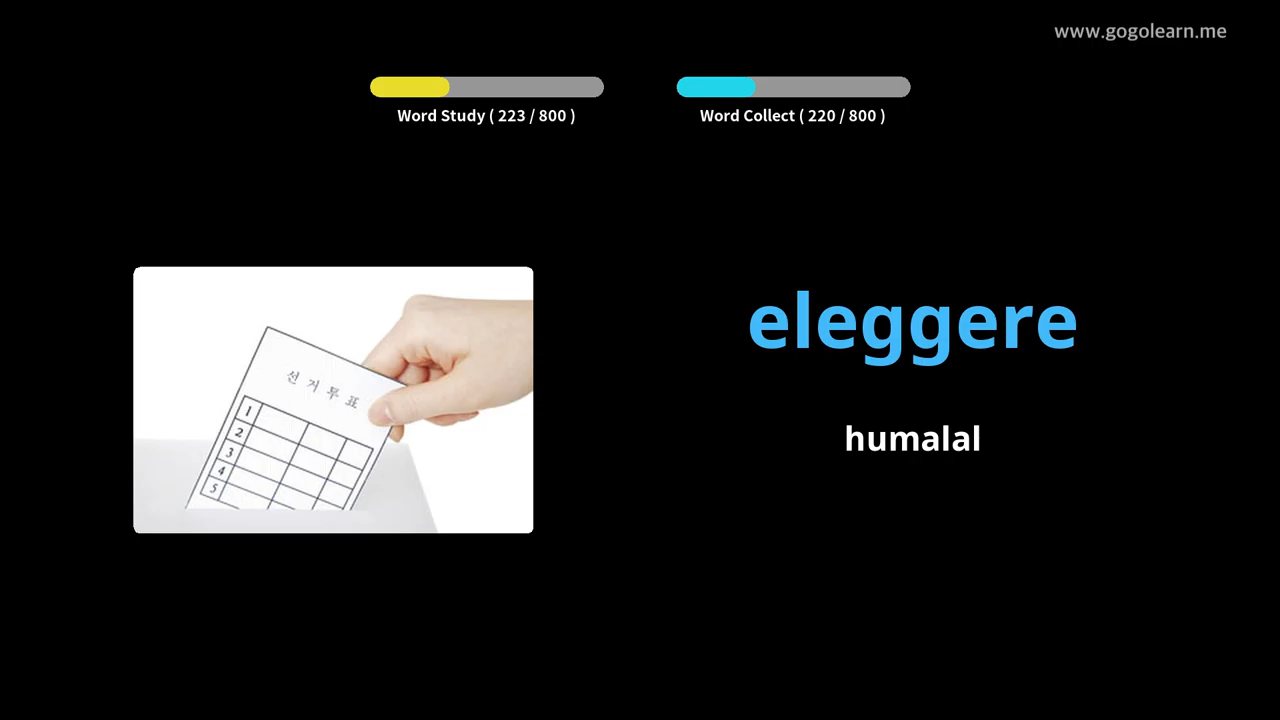 www.gogolearn.me
Word Study ( 223 / 800 )
Word Collect ( 220 / 800 )
eleggere
humalal
선거투표
1
2
3
4
5